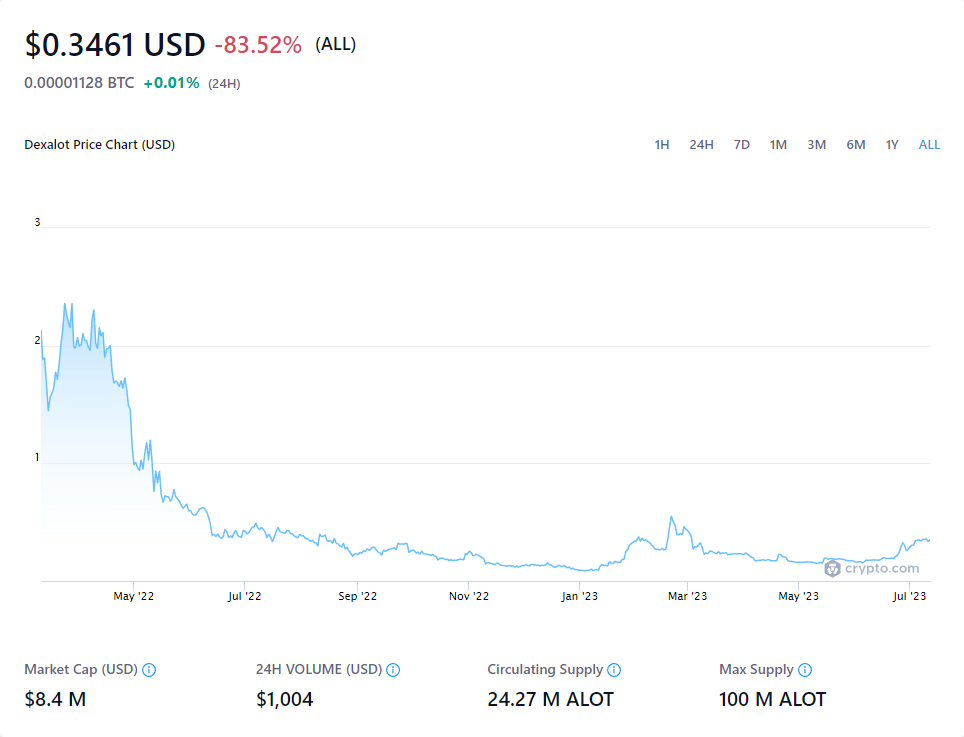 $0.3461 USD -83.52% (ALL)
0.00001128 BTC +0.01% (24H)
Dexalot Price Chart (USD) 1H 24H 7D 1M 3M 6M 1Y ALL
3
2
1
crypto.com
May '22 Jul '22 Sep '22 Nov '22 Jan '23 Mar '23 May '23 Jul '23
Market Cap (USD) 24H VOLUME (USD) Circulating Supply Max Supply
$8.4 M $1,004 24.27 M ALOT 100 M ALOT